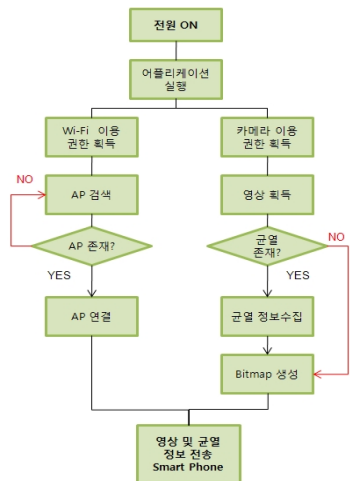 전원 ON
어플리케이션
실행
Wi-Fi 이용
권한 획득
카메라 이용
권한 획득
NO
AP 검색
영상 획득
AP 존재?
균열
존재?
NO
YES
YES
AP 연결
균열 정보수집
Bitmap 생성
영상 및 균열
정보 전송
Smart Phone